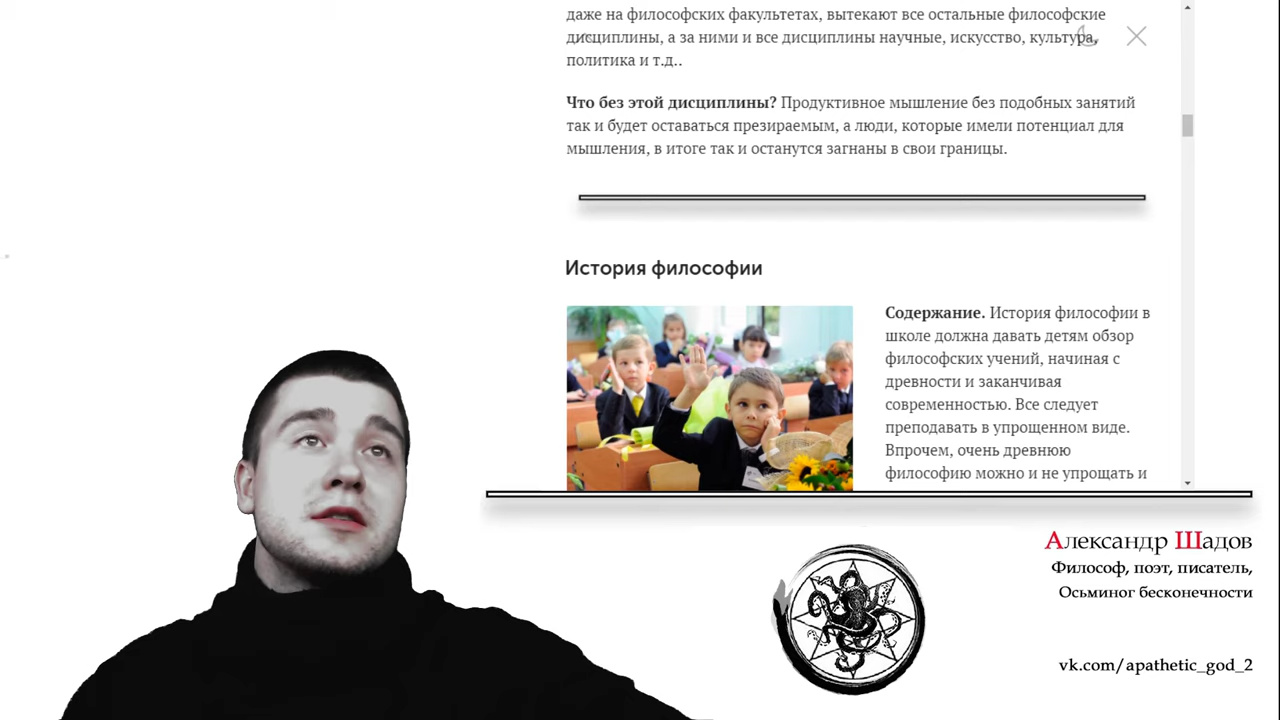 даже на философских факультетах, вытекают все остальные философские
дисциплины, а за ними и все дисциплины научные, искусство, культура,
политика и т.д..
Что без этой дисциплины? Продуктивное мышление без подобных занятий
так и будет оставаться презираемым, а люди, которые имели потенциал для
мышления, в итоге так и останутся загнаны в свои границы.
История философии
Содержание. История философии в
школе должна давать детям обзор
философских учений, начиная с
древности и заканчивая
современностью. Все следует
преподавать в упрощенном виде.
Впрочем, очень древнюю
философию можно и не упрощать и
Александр Шадов
Философ, поэт, писатель,
Осьминог бесконечности
vk.com/apathetic_god_2